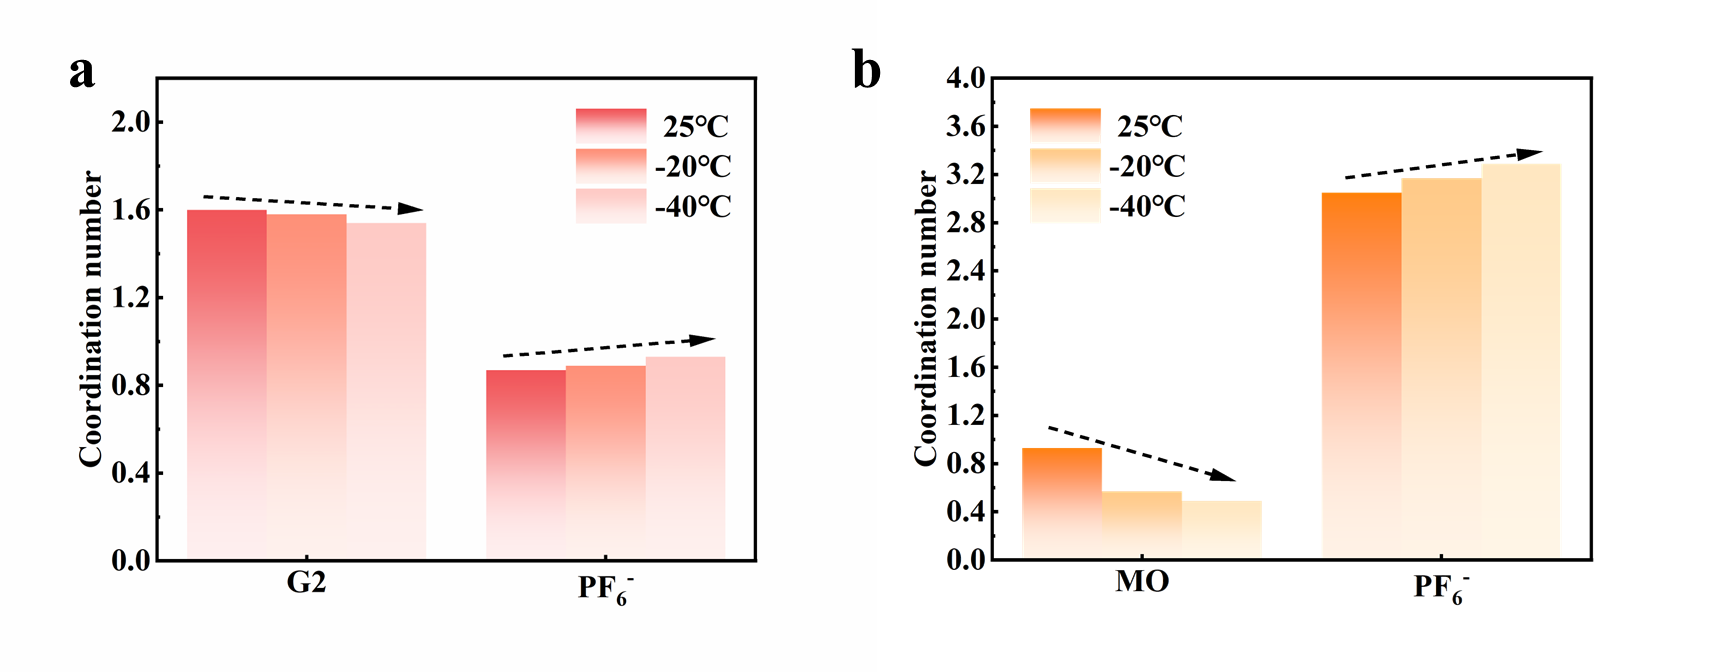 a
Coordination number
2.0
1.6
1.2
0.8
0.4
0.0
25℃
-20℃
-40℃
G2
PF₆⁻
b
Coordination number
4.0
3.6
3.2
2.8
2.4
2.0
1.6
1.2
0.8
0.4
0.0
25℃
-20℃
-40℃
MO
PF₆⁻